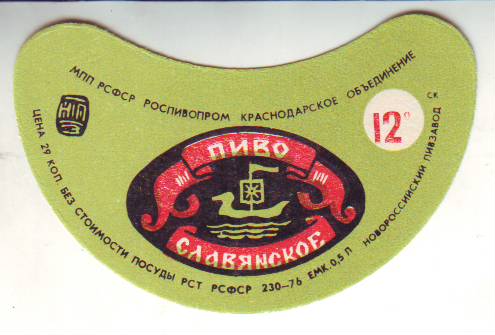 МПП РСФСР РОСПИВОПРОМ КРАСНОДАРСКОЕ ОБЪЕДИНЕНИЕ
12°
СК
ПИВО
СЛАВЯНСКОЕ
ЦЕНА 29 КОП. БЕЗ СТОИМОСТИ ПОСУДЫ РСТ РСФСР 230-76 ЕМК. 0,5 Л НОВОРОССИЙСКИЙ ПИВЗАВОД